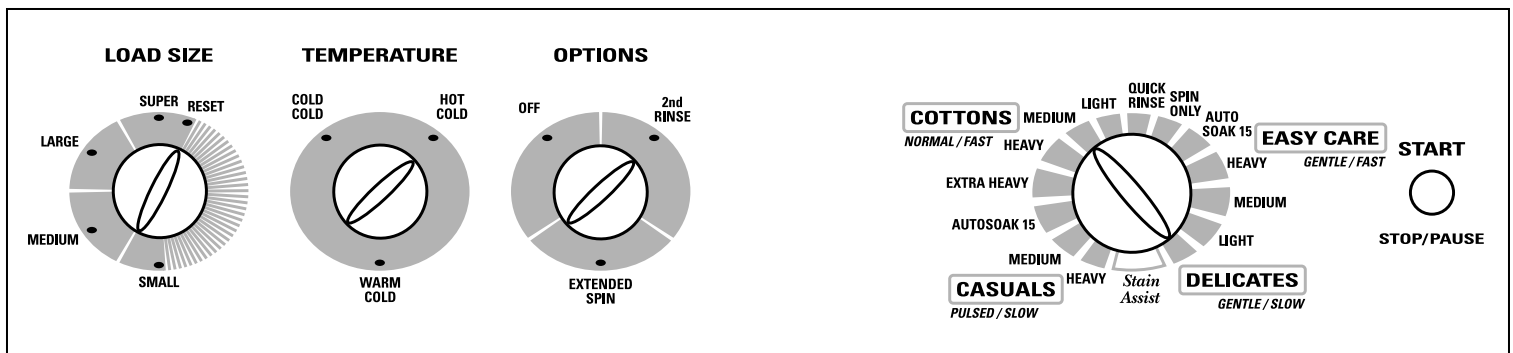 LOAD SIZE
SUPER
RESET
LARGE
MEDIUM
SMALL
TEMPERATURE
COLD
COLD
HOT
COLD
WARM
COLD
OPTIONS
OFF
2nd
RINSE
EXTENDED
SPIN
COTTONS
NORMAL / FAST
MEDIUM
LIGHT
QUICK
RINSE
SPIN
ONLY
AUTO
SOAK 15
HEAVY
EXTRA HEAVY
AUTOSOAK 15
MEDIUM
HEAVY
CASUALS
PULSED / SLOW
Stain
Assist
EASY CARE
GENTLE / FAST
HEAVY
MEDIUM
LIGHT
DELICATES
GENTLE / SLOW
START
STOP/PAUSE